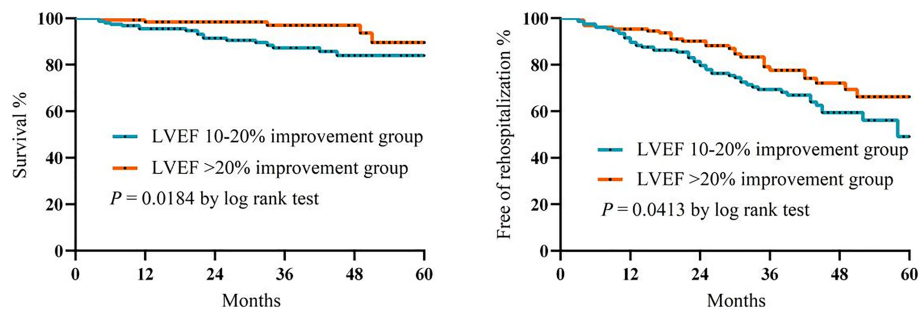 Survival %
100
80
60
40
20
0
LVEF 10-20% improvement group
LVEF >20% improvement group
P = 0.0184 by log rank test
0 12 24 36 48 60
Months
Free of rehospitalization %
100
80
60
40
20
0
LVEF 10-20% improvement group
LVEF >20% improvement group
P = 0.0413 by log rank test
0 12 24 36 48 60
Months